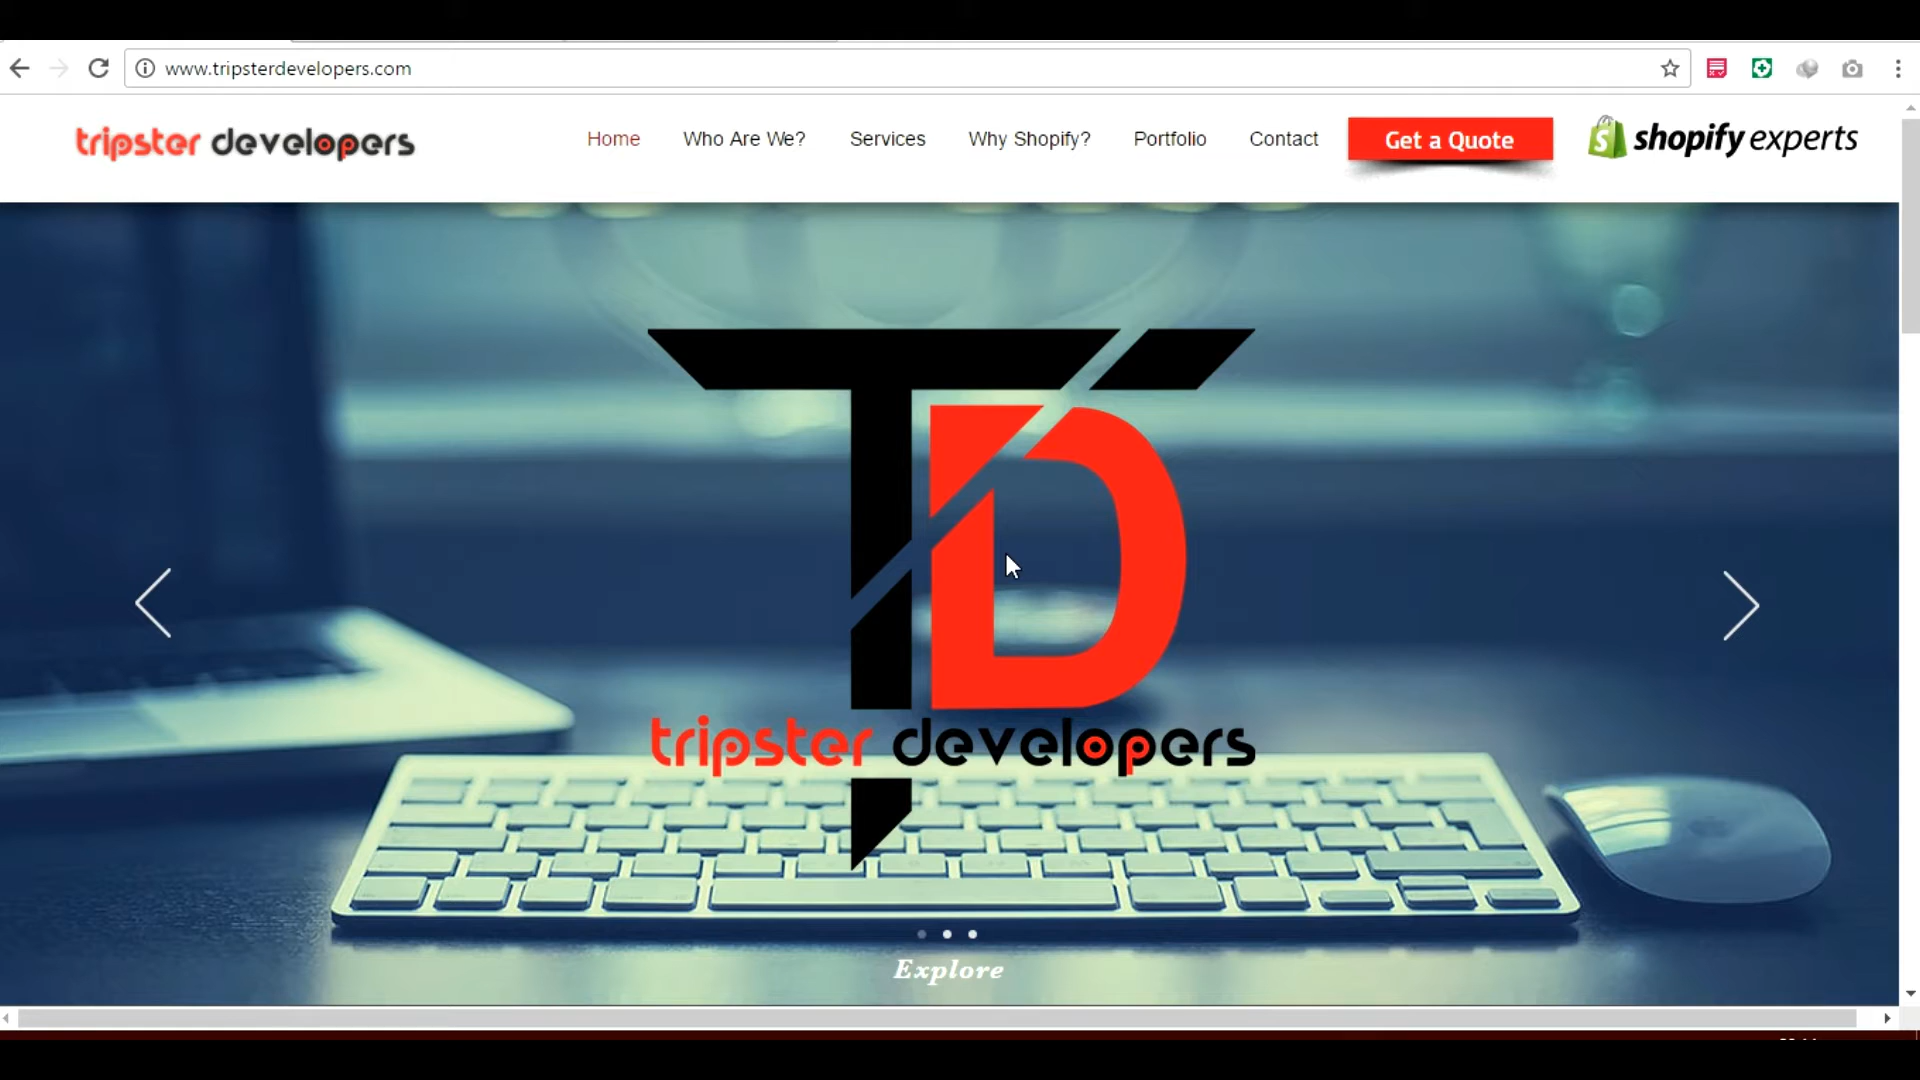 www.tripsterdevelopers.com
tripster developers
Home Who Are We? Services Why Shopify? Portfolio Contact Get a Quote shopify experts
TD
tripster developers
Explore